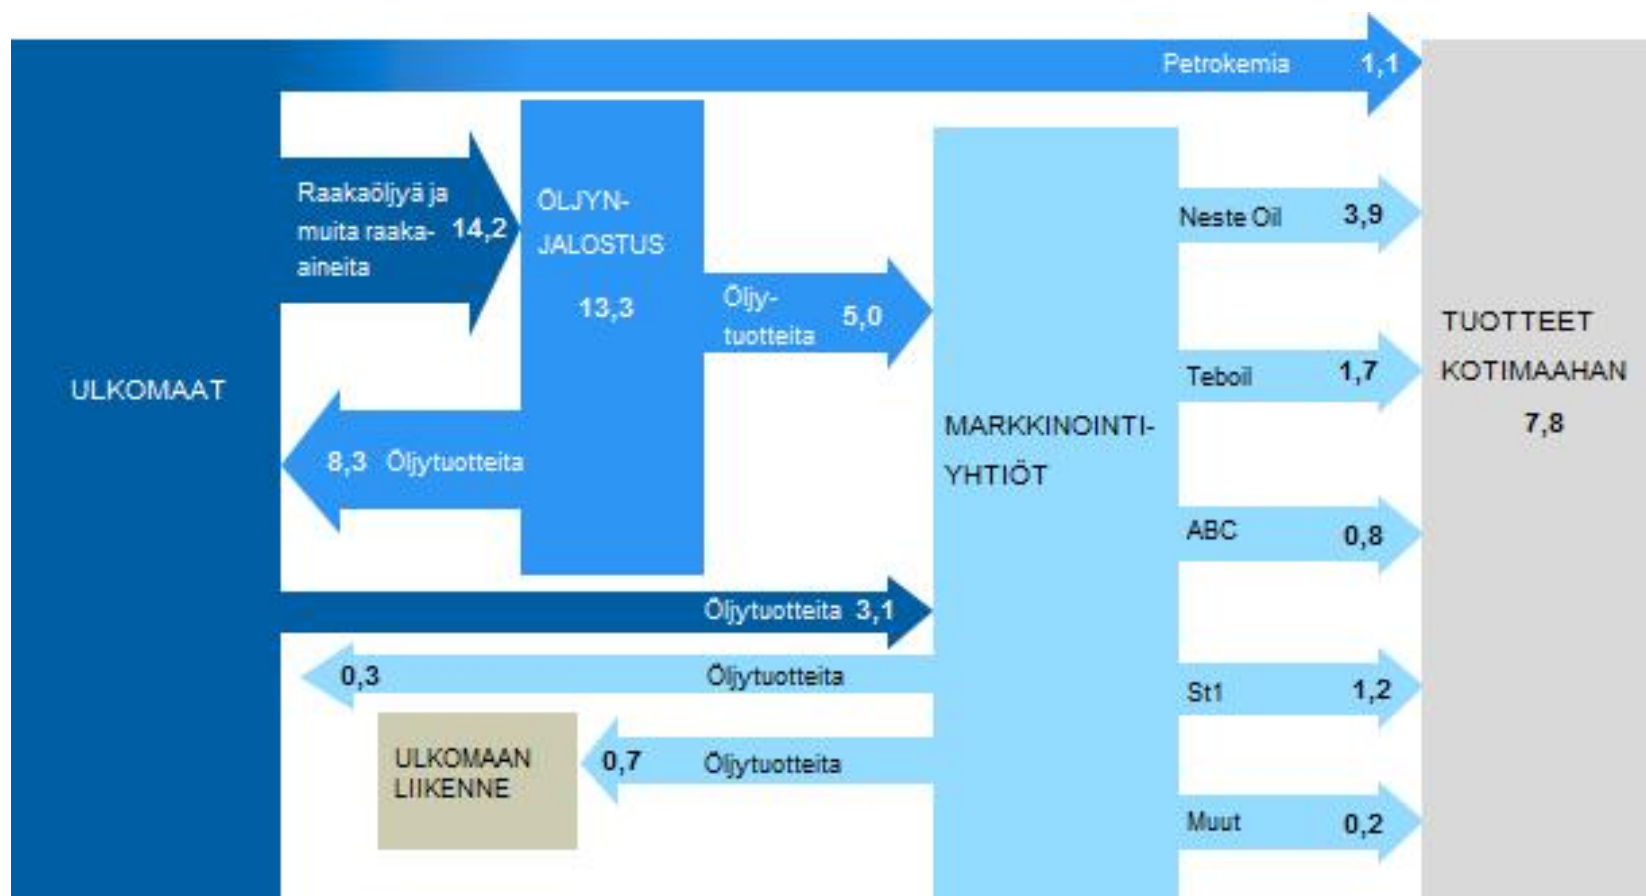 Petrokemia 1,1
ULKOMAAT
Raakaöljyä ja
muita raaka- 14,2
aineita
ÖLJYN-
JALOSTUS
13,3
Öljy-
tuotteita 5,0
8,3 Öljytuotteita
Öljytuotteita 3,1
0,3 Öljytuotteita
ULKOMAAN
LIIKENNE
0,7 Öljytuotteita
MARKKINOINTI-
YHTIÖT
Neste Oil 3,9
Teboil 1,7
ABC 0,8
St1 1,2
Muut 0,2
TUOTTEET
KOTIMAAHAN
7,8